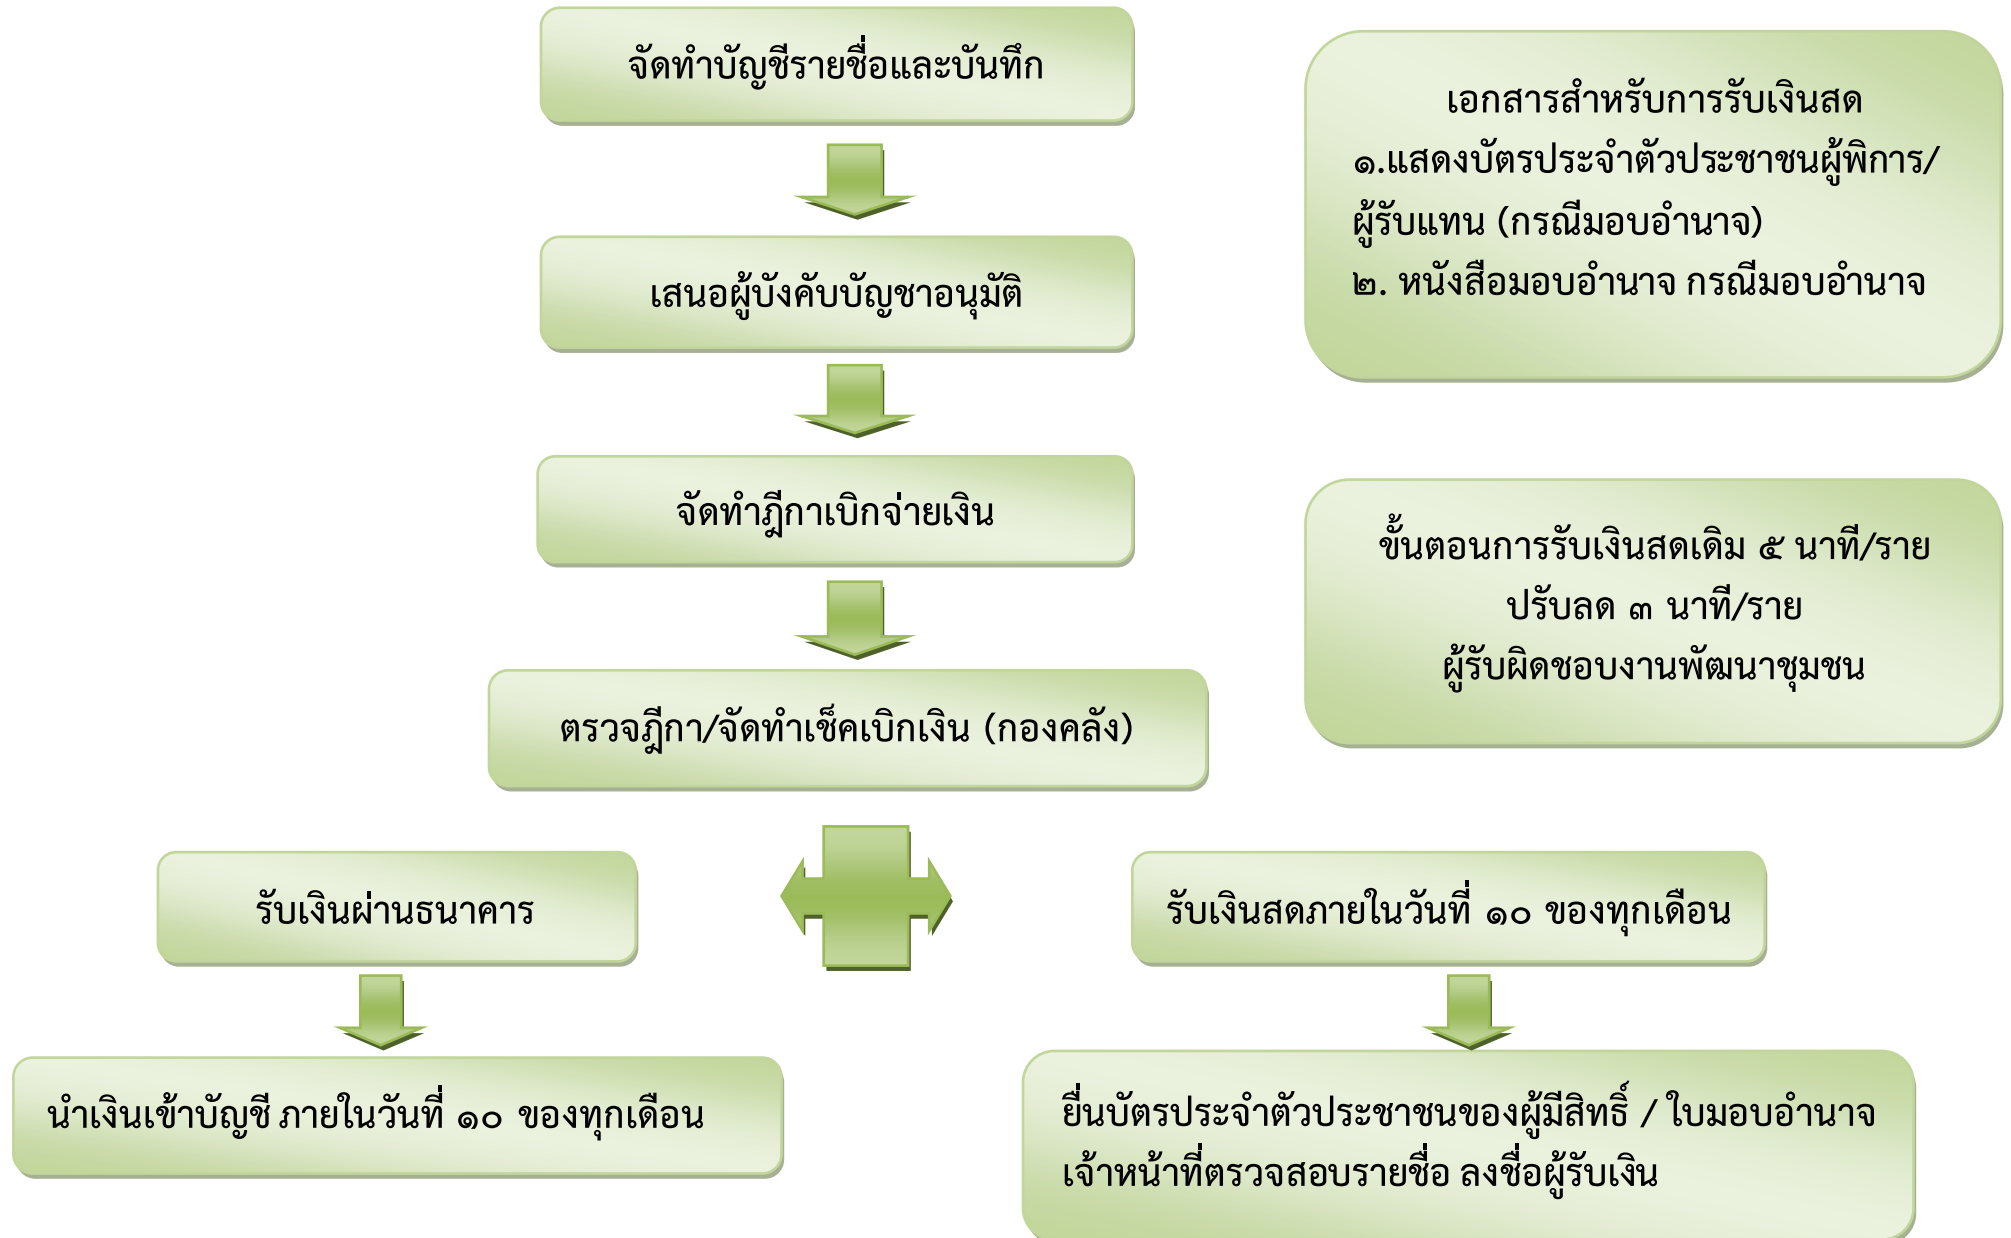 จัดทำบัญชีรายชื่อและบันทึก
เสนอผู้บังคับบัญชาอนุมัติ
จัดทำฎีกาเบิกจ่ายเงิน
ตรวจฎีกา/จัดทำเช็คเบิกเงิน (กองคลัง)
รับเงินผ่านธนาคาร
นำเงินเข้าบัญชี ภายในวันที่ ๑๐ ของทุกเดือน
รับเงินสดภายในวันที่ ๑๐ ของทุกเดือน
ยื่นบัตรประจำตัวประชาชนของผู้มีสิทธิ์ / ใบมอบอำนาจ
เจ้าหน้าที่ตรวจสอบรายชื่อ ลงชื่อผู้รับเงิน
เอกสารสำหรับการรับเงินสด
๑.แสดงบัตรประจำตัวประชาชนผู้พิการ/
ผู้รับแทน (กรณีมอบอำนาจ)
๒. หนังสือมอบอำนาจ กรณีมอบอำนาจ
ขั้นตอนการรับเงินสดเดิม ๕ นาที/ราย
ปรับลด ๓ นาที/ราย
ผู้รับผิดชอบงานพัฒนาชุมชน